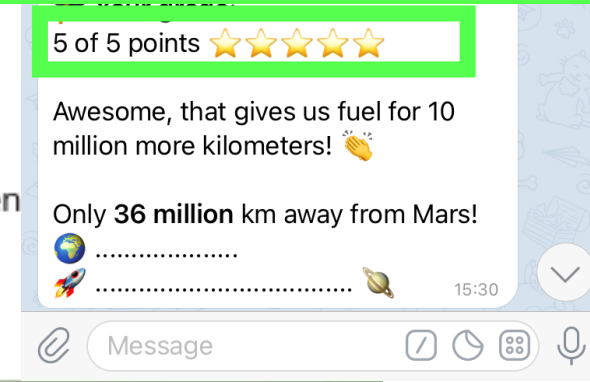 5 of 5 points ⭐⭐⭐⭐⭐
Awesome, that gives us fuel for 10
million more kilometers! 👏
Only 36 million km away from Mars!
🌍 ....................
🚀 .................................... 🪐
15:30
Message